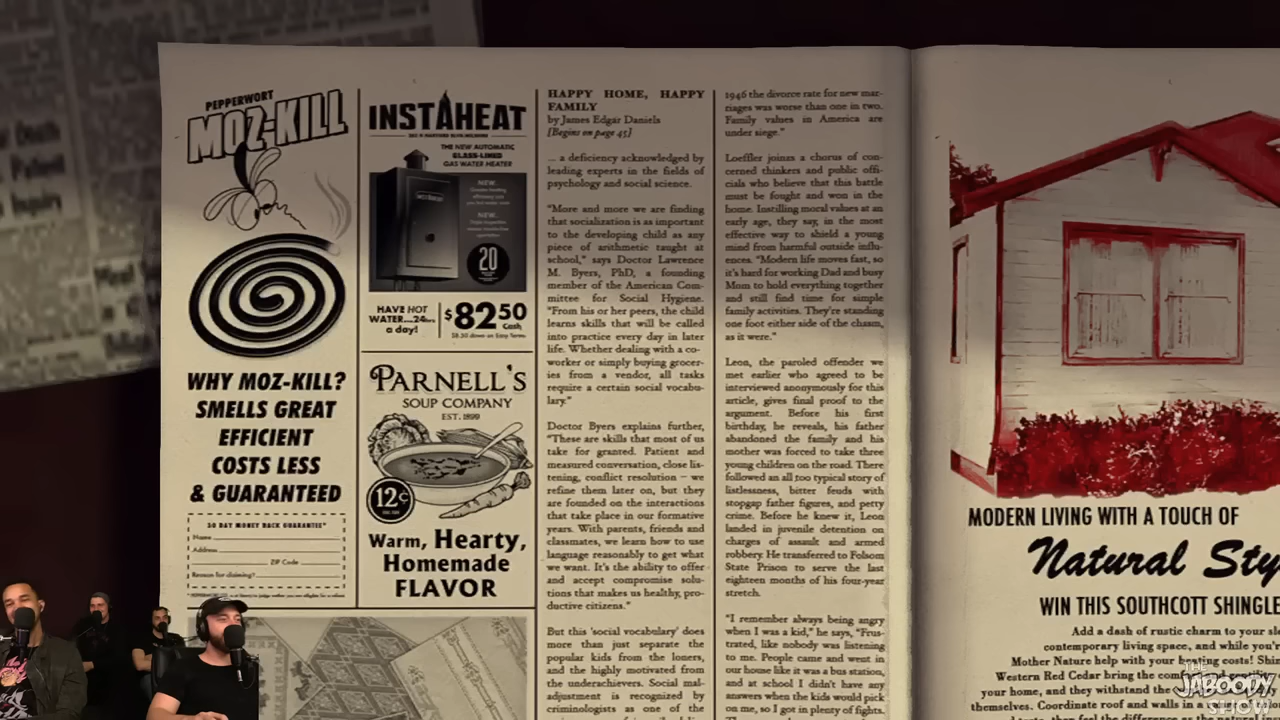 PEPPERWORT
MOZ-KILL
WHY MOZ-KILL?
SMELLS GREAT
EFFICIENT
COSTS LESS
& GUARANTEED
30 DAY MONEY BACK GUARANTEE*
Name
Address
ZIP Code
Reason for claiming?
INSTAHEAT
THE NEW AUTOMATIC
GLASS-LINED
GAS WATER HEATER
NEW.
NEW.
20
HAVE HOT
WATER...24hrs
a day!
$82.50
Cash
$8.50 down on Easy Terms
PARNELL'S
SOUP COMPANY
EST. 1899
12¢
Warm, Hearty,
Homemade
FLAVOR
HAPPY HOME, HAPPY
FAMILY
by James Edgar Daniels
[Begins on page 45]
... a deficiency acknowledged by
leading experts in the fields of
psychology and social science.
"More and more we are finding
that socialization is as important
to the developing child as any
piece of arithmetic taught at
school," says Doctor Lawrence
M. Byers, PhD, a founding
member of the American Com-
mittee for Social Hygiene.
"From his or her peers, the child
learns skills that will be called
into practice every day in later
life. Whether dealing with a co-
worker or simply buying grocer-
ies from a vendor, all tasks
require a certain social vocabu-
lary."
Doctor Byers explains further,
"These are skills that most of us
take for granted. Patient and
measured conversation, close lis-
tening, conflict resolution – we
refine them later on, but they
are founded on the interactions
that take place in our formative
years. With parents, friends and
classmates, we learn how to use
language reasonably to get what
we want. It's the ability to offer
and accept compromise solu-
tions that makes us healthy, pro-
ductive citizens."
But this 'social vocabulary' does
more than just separate the
popular kids from the loners,
and the highly motivated from
the underachievers. Social mal-
adjustment is recognized by
criminologists as one of the
1946 the divorce rate for new mar-
riages was worse than one in two.
Family values in America are
under siege."
Loeffler joins a chorus of con-
cerned thinkers and public offi-
cials who believe that this battle
must be fought and won in the
home. Instilling moral values at an
early age, they say, in the most
effective way to shield a young
mind from harmful outside influ-
ences. "Modern life moves fast, so
it's hard for working Dad and busy
Mom to hold everything together
and still find time for simple
family activities. They're standing
one foot either side of the chasm,
as it were."
Leon, the paroled offender we
met earlier who agreed to be
interviewed anonymously for this
article, gives final proof to the
argument. Before his first
birthday, he reveals, his father
abandoned the family and his
mother was forced to take three
young children on the road. There
followed an all too typical story of
listlessness, bitter feuds with
stopgap father figures, and petty
crime. Before he knew it, Leon
landed in juvenile detention on
charges of assault and armed
robbery. He transferred to Folsom
State Prison to serve the last
eighteen months of his four-year
stretch.
"I remember always being angry
when I was a kid," he says, "Frus-
trated, like nobody was listening
to me. People came and went in
our house like it was a bus station,
and at school I didn't have any
answers when the kids would pick
on me, so I got in plenty of fights.
MODERN LIVING WITH A TOUCH OF
Natural Sty
WIN THIS SOUTHCOTT SHINGLE
Add a dash of rustic charm to your
contemporary living space, and while you'r
Mother Nature help with your heating costs! Shin
Western Red Cedar bring the
your home, and they withstand the
themselves. Coordinate roof and walls in a
THE
JABOODY
SHOW